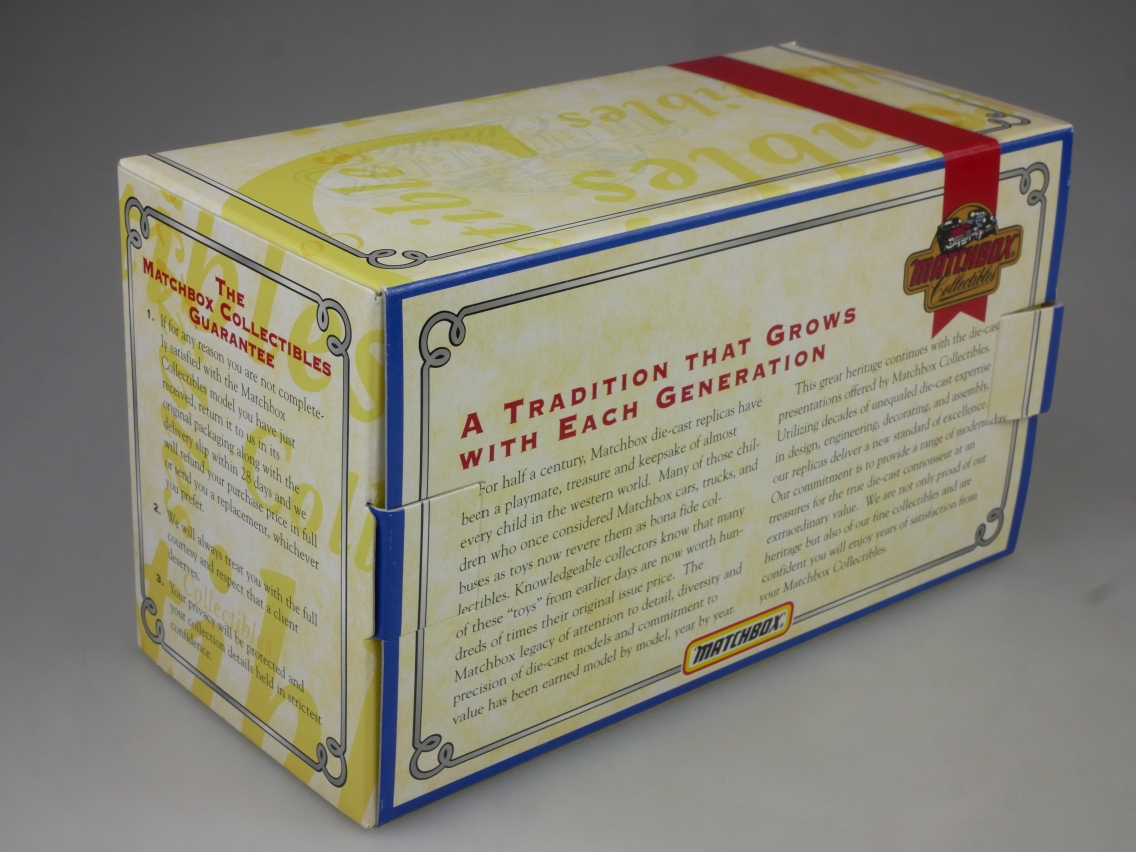 The
Matchbox Collectibles
Guarantee
1. If for any reason you are not complete-
ly satisfied with the Matchbox
Collectibles model you have just
received, return it to us in its
original packaging along with the
delivery slip within 28 days and we
will refund your purchase price in full
or send you a replacement, whichever
you prefer.
2. We will always treat you with the full
courtesy and respect that a client
deserves.
3. Your privacy will be protected and
your collection details held in strictest
confidence.
A Tradition that Grows
with Each Generation
For half a century, Matchbox die-cast replicas have
been a playmate, treasure and keepsake of almost
every child in the western world. Many of those chil-
dren who once considered Matchbox cars, trucks, and
buses as toys now revere them as bona fide col-
lectibles. Knowledgeable collectors know that many
of these "toys" from earlier days are now worth hun-
dreds of times their original issue price. The
Matchbox legacy of attention to detail, diversity and
precision of die-cast models and commitment to
value has been earned model by model, year by year.
This great heritage continues with the die-cast
presentations offered by Matchbox Collectibles.
Utilizing decades of unequaled die-cast expertise
in design, engineering, decorating, and assembly,
our replicas deliver a new standard of excellence.
Our commitment is to provide a range of modern day
treasures for the true die-cast connoisseur at an
extraordinary value. We are not only proud of our
heritage but also of our fine collectibles and are
confident you will enjoy years of satisfaction from
your Matchbox Collectibles.
MATCHBOX
Collectibles
MATCHBOX